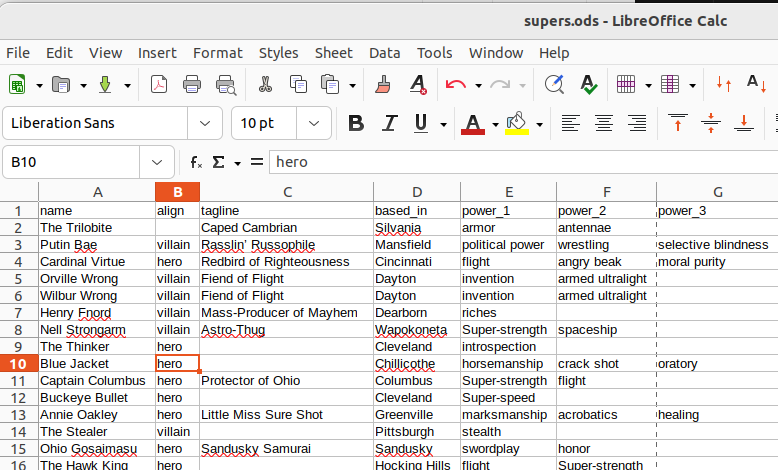 supers.ods - LibreOffice Calc
File Edit View Insert Format Styles Sheet Data Tools Window Help
Liberation Sans 10 pt B I U A
B10 fx Σ = hero
A B C D E F G
1 name align tagline based_in power_1 power_2 power_3
2 The Trilobite Caped Cambrian Silvania armor antennae
3 Putin Bae villain Rasslin' Russophile Mansfield political power wrestling selective blindness
4 Cardinal Virtue hero Redbird of Righteousness Cincinnati flight angry beak moral purity
5 Orville Wrong villain Fiend of Flight Dayton invention armed ultralight
6 Wilbur Wrong villain Fiend of Flight Dayton invention armed ultralight
7 Henry Fnord villain Mass-Producer of Mayhem Dearborn riches
8 Nell Strongarm villain Astro-Thug Wapokoneta Super-strength spaceship
9 The Thinker hero Cleveland introspection
10 Blue Jacket hero Chillicothe horsemanship crack shot oratory
11 Captain Columbus hero Protector of Ohio Columbus Super-strength flight
12 Buckeye Bullet hero Cleveland Super-speed
13 Annie Oakley hero Little Miss Sure Shot Greenville marksmanship acrobatics healing
14 The Stealer villain Pittsburgh stealth
15 Ohio Gosaimasu hero Sandusky Samurai Sandusky swordplay honor
16 The Hawk King hero Hocking Hills flight Super-strength